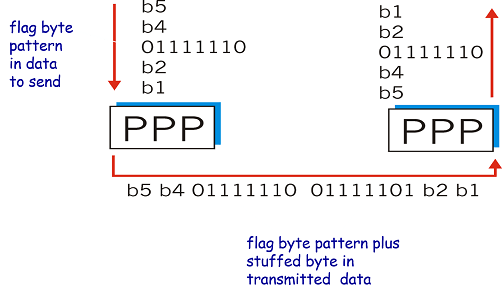 flag byte
pattern
in data
to send
b5
b4
01111110
b2
b1
PPP
b1
b2
01111110
b4
b5
PPP
b5 b4 01111110 01111101 b2 b1
flag byte pattern plus
stuffed byte in
transmitted data